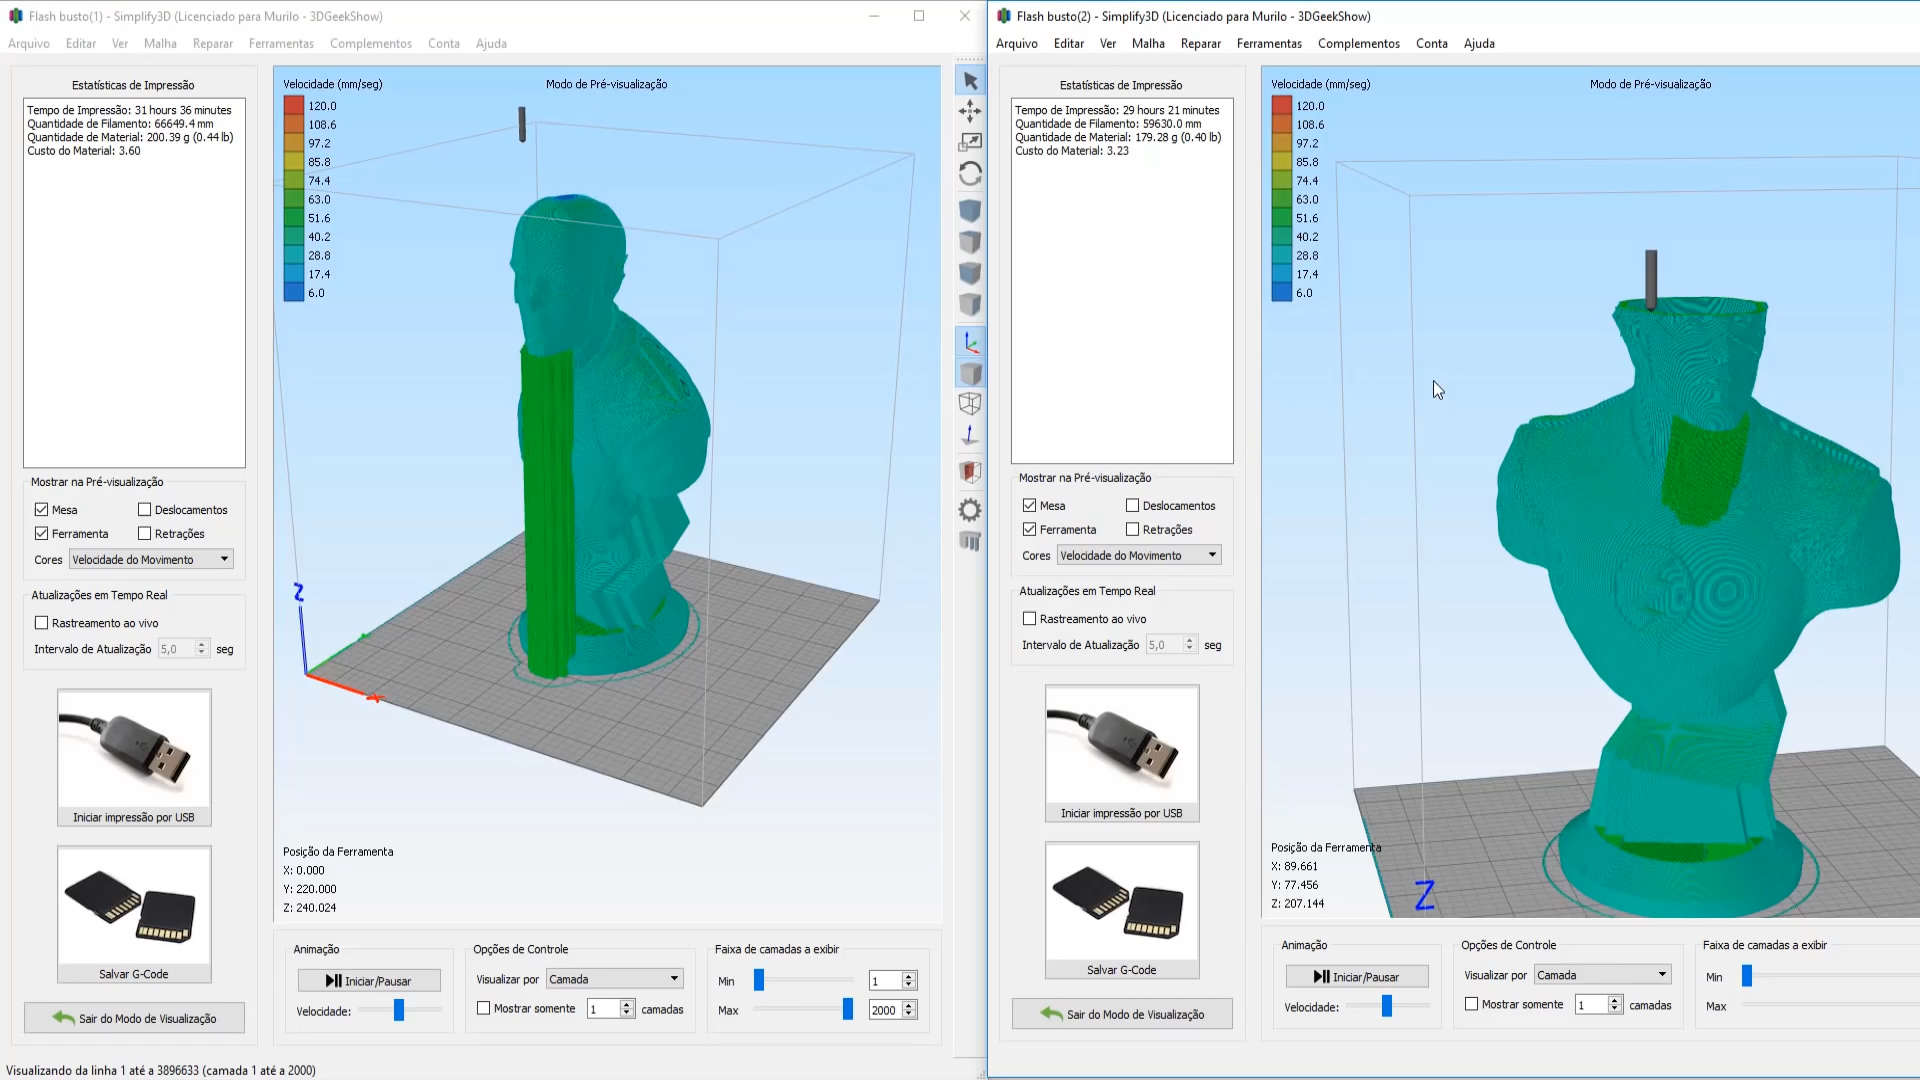 Flash busto(1) - Simplify3D (Licenciado para Murilo - 3DGeekShow)
Arquivo Editar Ver Malha Reparar Ferramentas Complementos Conta Ajuda
Estatísticas de Impressão
Tempo de Impressão: 31 hours 36 minutes
Quantidade de Filamento: 66649.4 mm
Quantidade de Material: 200.39 g (0.44 lb)
Custo do Material: 3.60
Mostrar na Pré-visualização
Mesa Deslocamentos
Ferramenta Retrações
Cores Velocidade do Movimento
Atualizações em Tempo Real
Rastreamento ao vivo
Intervalo de Atualização 5,0 seg
Iniciar impressão por USB
Salvar G-Code
Sair do Modo de Visualização
Velocidade (mm/seg) Modo de Pré-visualização
120.0
108.6
97.2
85.8
74.4
63.0
51.6
40.2
28.8
17.4
6.0
Z
X
Posição da Ferramenta
X: 0.000
Y: 220.000
Z: 240.024
Animação
Iniciar/Pausar
Velocidade:
Opções de Controle
Visualizar por Camada
Mostrar somente 1 camadas
Faixa de camadas a exibir
Min 1
Max 2000
Visualizando da linha 1 até a 3896633 (camada 1 até a 2000)
Flash busto(2) - Simplify3D (Licenciado para Murilo - 3DGeekShow)
Arquivo Editar Ver Malha Reparar Ferramentas Complementos Conta Ajuda
Estatísticas de Impressão
Tempo de Impressão: 29 hours 21 minutes
Quantidade de Filamento: 59630.0 mm
Quantidade de Material: 179.28 g (0.40 lb)
Custo do Material: 3.23
Mostrar na Pré-visualização
Mesa Deslocamentos
Ferramenta Retrações
Cores Velocidade do Movimento
Atualizações em Tempo Real
Rastreamento ao vivo
Intervalo de Atualização 5,0 seg
Iniciar impressão por USB
Salvar G-Code
Sair do Modo de Visualização
Velocidade (mm/seg) Modo de Pré-visualização
120.0
108.6
97.2
85.8
74.4
63.0
51.6
40.2
28.8
17.4
6.0
Posição da Ferramenta
X: 89.661
Y: 77.456
Z: 207.144
Z
Animação
Iniciar/Pausar
Velocidade:
Opções de Controle
Visualizar por Camada
Mostrar somente 1 camadas
Faixa de camadas a exibir
Min
Max